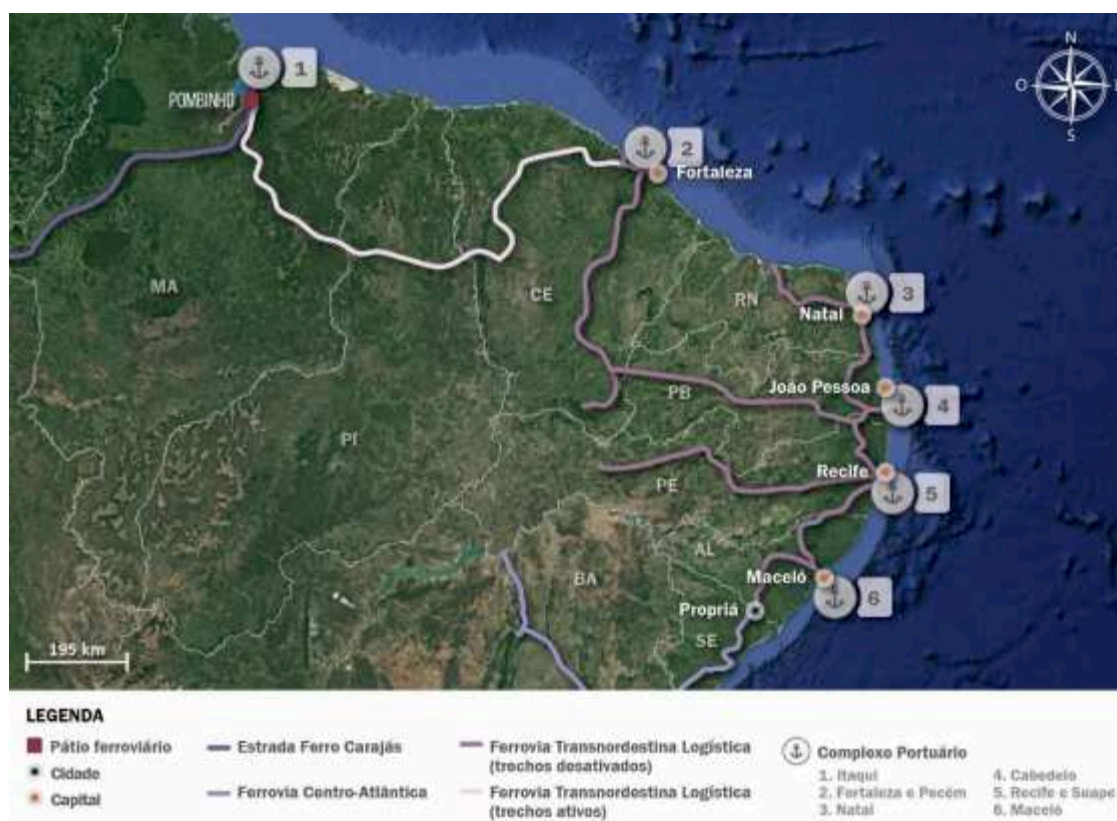 N
O
S
1
POMBINHO
2
Fortaleza
MA
CE
RN
3
Natal
João Pessoa
PB
4
PI
Recife
PE
5
AL
BA
Maceió
6
Propriá
SE
195 km
LEGENDA
Pátio ferroviário
Cidade
Capital
Estrada Ferro Carajás
Ferrovia Centro-Atlântica
Ferrovia Transnordestina Logística
(trechos desativados)
Ferrovia Transnordestina Logística
(trechos ativos)
Complexo Portuário
1. Itaqui
2. Fortaleza e Pecém
3. Natal
4. Cabedelo
5. Recife e Suape
6. Maceió